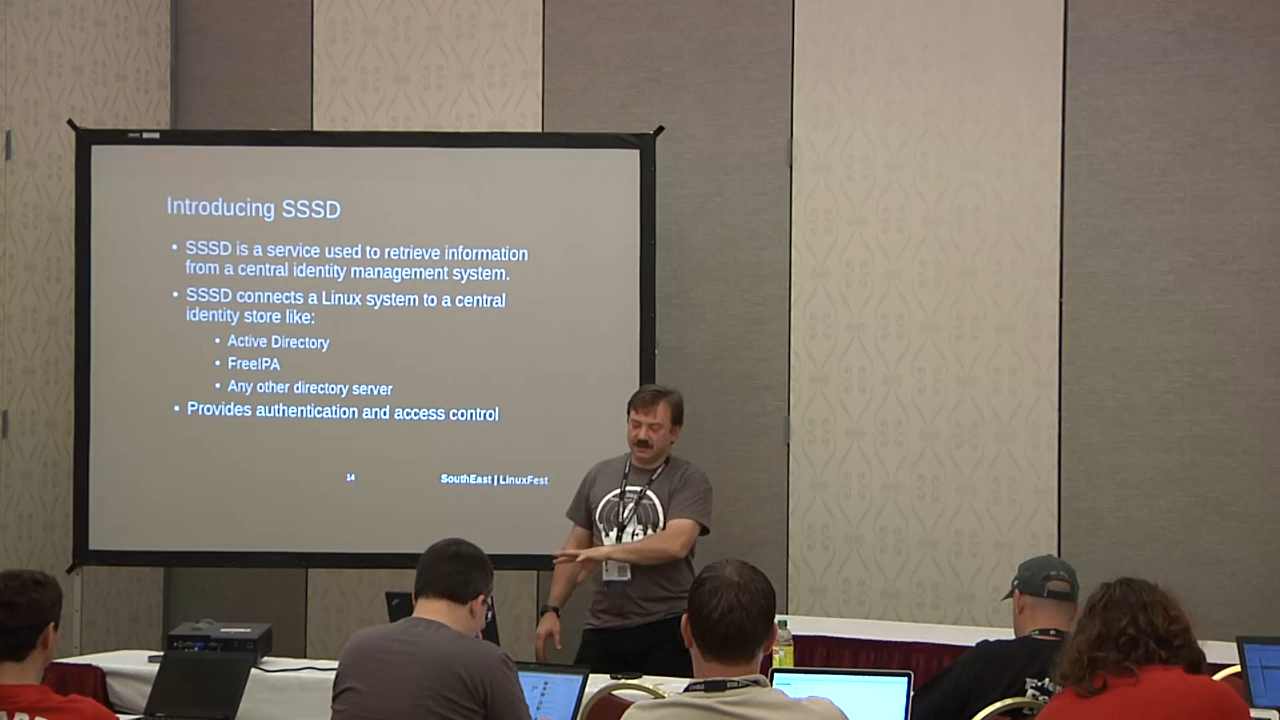 Introducing SSSD
• SSSD is a service used to retrieve information
from a central identity management system.
• SSSD connects a Linux system to a central
identity store like:
• Active Directory
• FreeIPA
• Any other directory server
• Provides authentication and access control
14
SouthEast | LinuxFest